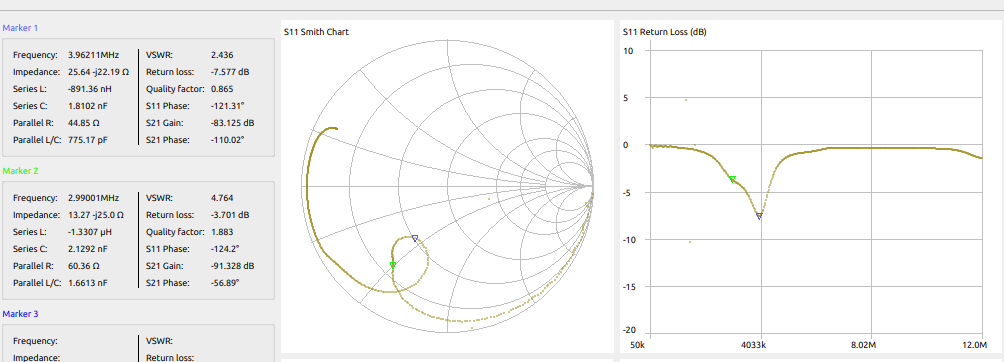 Marker 1
Frequency: 3.96211MHz VSWR: 2.436
Impedance: 25.64 -j22.19 Ω Return loss: -7.577 dB
Series L: -891.36 nH Quality factor: 0.865
Series C: 1.8102 nF S11 Phase: -121.31°
Parallel R: 44.85 Ω S21 Gain: -83.125 dB
Parallel L/C: 775.17 pF S21 Phase: -110.02°
Marker 2
Frequency: 2.99001MHz VSWR: 4.764
Impedance: 13.27 -j25.0 Ω Return loss: -3.701 dB
Series L: -1.3307 μH Quality factor: 1.883
Series C: 2.1292 nF S11 Phase: -124.2°
Parallel R: 60.36 Ω S21 Gain: -91.328 dB
Parallel L/C: 1.6613 nF S21 Phase: -56.89°
Marker 3
Frequency: VSWR:
Impedance: Return loss:
S11 Smith Chart
S11 Return Loss (dB)
10
5
0
-5
-10
-15
-20
50k 4033k 8.02M 12.0M